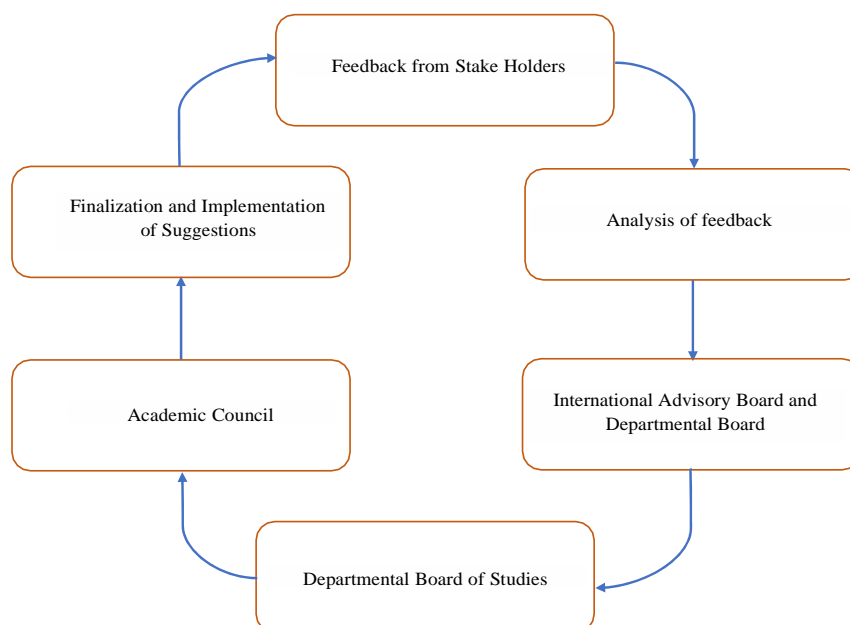 Feedback from Stake Holders
Analysis of feedback
International Advisory Board and
Departmental Board
Departmental Board of Studies
Academic Council
Finalization and Implementation
of Suggestions